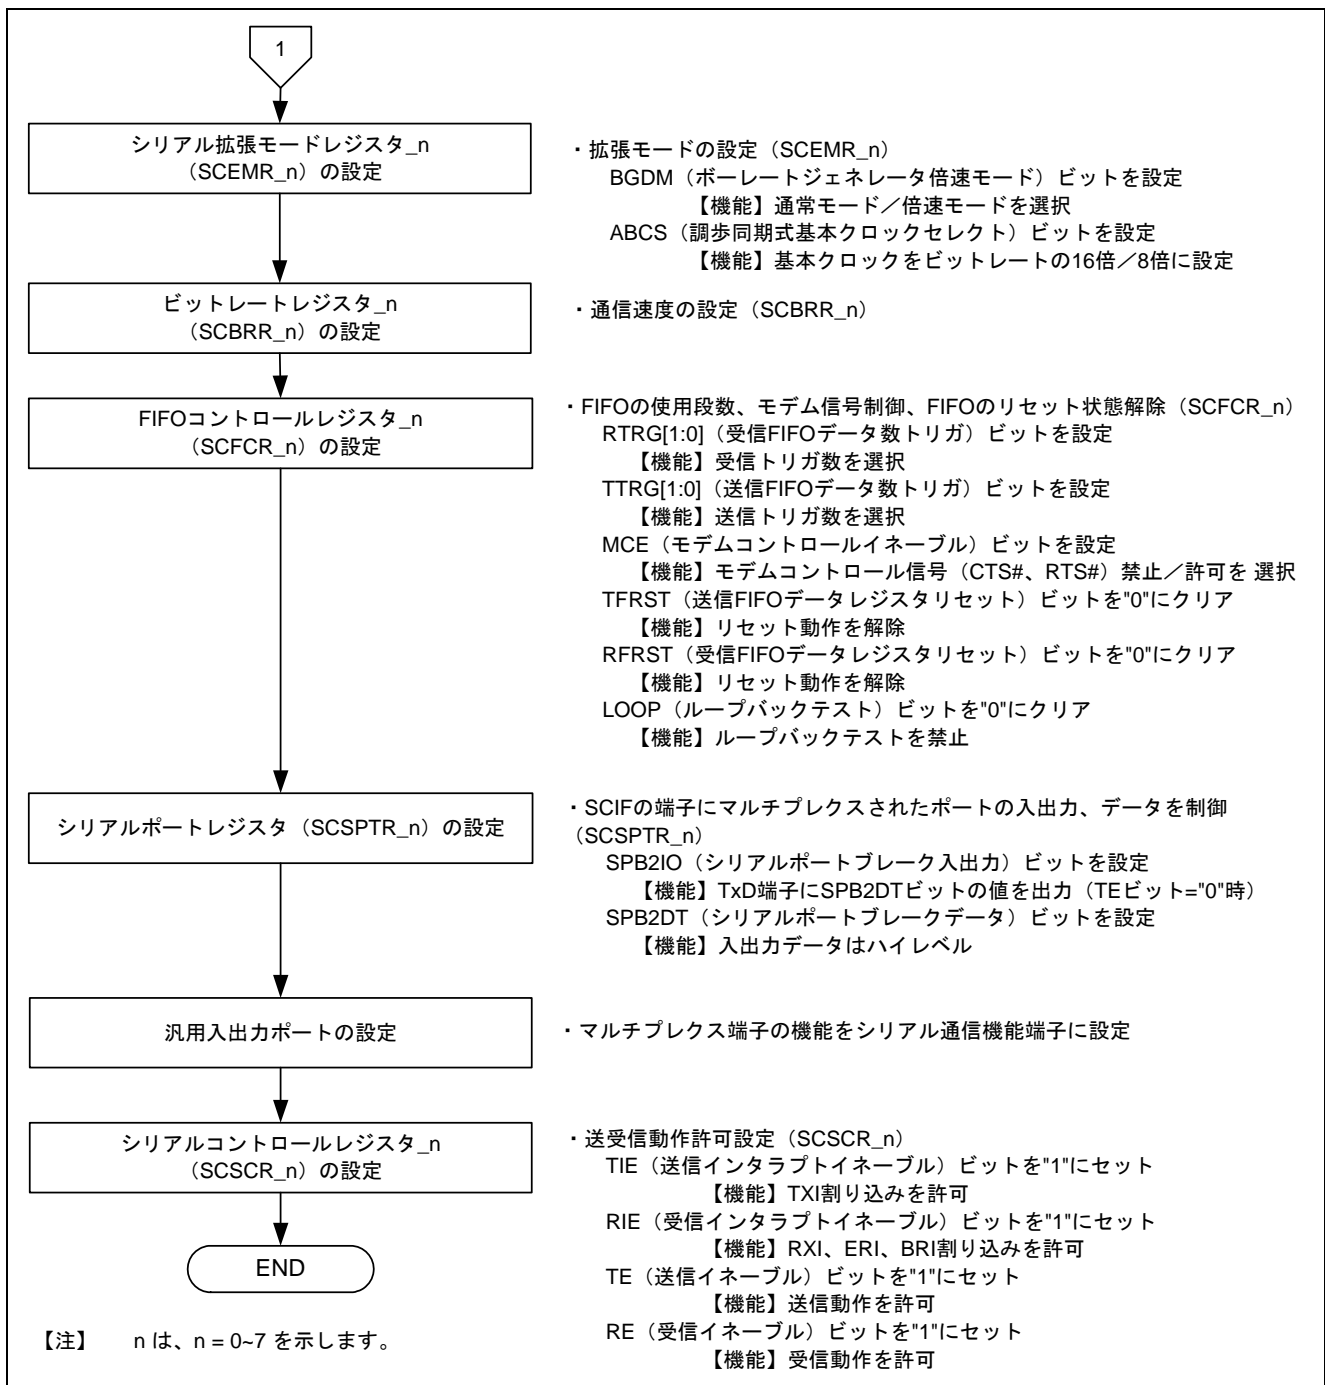 1
シリアル拡張モードレジスタ_n
（SCEMR_n）の設定
・拡張モードの設定（SCEMR_n）
BGDM（ボーレートジェネレータ倍速モード）ビットを設定
【機能】通常モード／倍速モードを選択
ABCS（調歩同期式基本クロックセレクト）ビットを設定
【機能】基本クロックをビットレートの16倍／8倍に設定
ビットレートレジスタ_n
（SCBRR_n）の設定
・通信速度の設定（SCBRR_n）
FIFOコントロールレジスタ_n
（SCFCR_n）の設定
・FIFOの使用段数、モデム信号制御、FIFOのリセット状態解除（SCFCR_n）
RTRG[1:0]（受信FIFOデータ数トリガ）ビットを設定
【機能】受信トリガ数を選択
TTRG[1:0]（送信FIFOデータ数トリガ）ビットを設定
【機能】送信トリガ数を選択
MCE（モデムコントロールイネーブル）ビットを設定
【機能】モデムコントロール信号（CTS#、RTS#）禁止／許可を 選択
TFRST（送信FIFOデータレジスタリセット）ビットを"0"にクリア
【機能】リセット動作を解除
RFRST（受信FIFOデータレジスタリセット）ビットを"0"にクリア
【機能】リセット動作を解除
LOOP（ループバックテスト）ビットを"0"にクリア
【機能】ループバックテストを禁止
シリアルポートレジスタ（SCSPTR_n）の設定
・SCIFの端子にマルチプレクスされたポートの入出力、データを制御
（SCSPTR_n）
SPB2IO（シリアルポートブレーク入出力）ビットを設定
【機能】TxD端子にSPB2DTビットの値を出力（TEビット="0"時）
SPB2DT（シリアルポートブレークデータ）ビットを設定
【機能】入出力データはハイレベル
汎用入出力ポートの設定
・マルチプレクス端子の機能をシリアル通信機能端子に設定
シリアルコントロールレジスタ_n
（SCSCR_n）の設定
・送受信動作許可設定（SCSCR_n）
TIE（送信インタラプトイネーブル）ビットを"1"にセット
【機能】TXI割り込みを許可
RIE（受信インタラプトイネーブル）ビットを"1"にセット
【機能】RXI、ERI、BRI割り込みを許可
TE（送信イネーブル）ビットを"1"にセット
【機能】送信動作を許可
RE（受信イネーブル）ビットを"1"にセット
【機能】受信動作を許可
END
【注】 n は、n = 0~7 を示します。